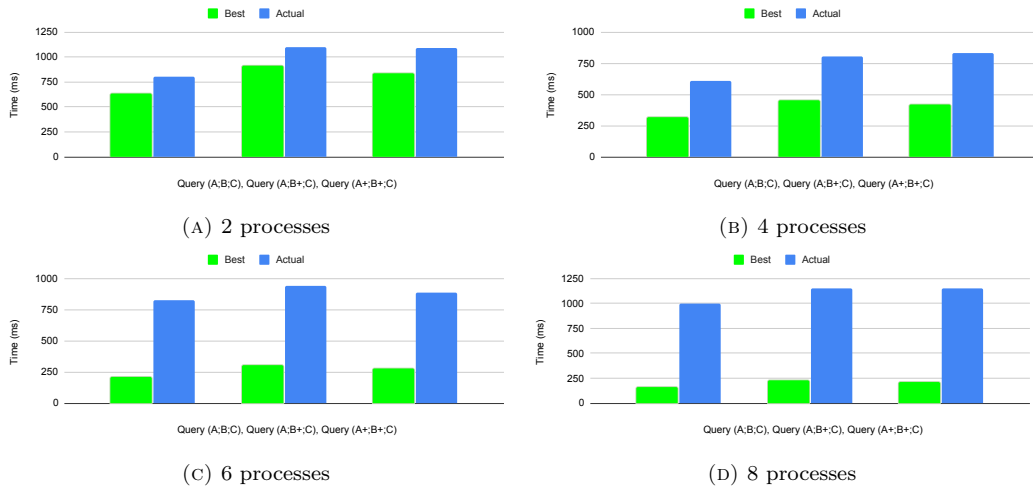 Best Actual
1250
1000
750
500
250
0
Time (ms)
Query (A;B;C), Query (A;B+;C), Query (A+;B+;C)
(A) 2 processes
Best Actual
1000
750
500
250
0
Time (ms)
Query (A;B;C), Query (A;B+;C), Query (A+;B+;C)
(B) 4 processes
Best Actual
1000
750
500
250
0
Time (ms)
Query (A;B;C), Query (A;B+;C), Query (A+;B+;C)
(C) 6 processes
Best Actual
1250
1000
750
500
250
0
Time (ms)
Query (A;B;C), Query (A;B+;C), Query (A+;B+;C)
(D) 8 processes